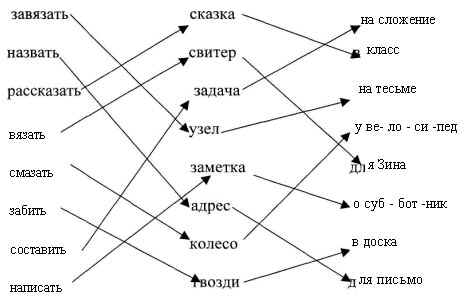 завязать
назвать
рассказать
вязать
смазать
забить
составить
написать
сказка
свитер
задача
узел
заметка
адрес
колесо
гвозди
на сложение
в класс
на тесьме
у ве- ло - си -пед
для Зина
о суб - бот -ник
в доска
для письмо